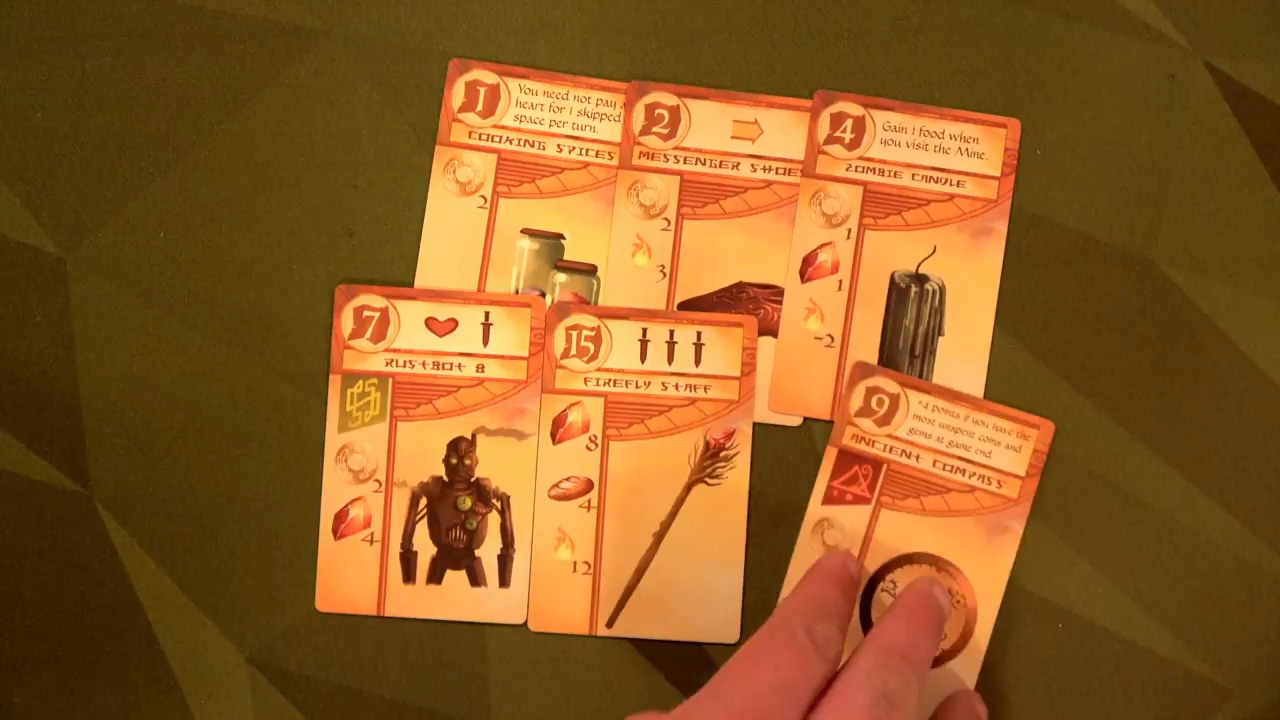 1
You need not pay a
heart for 1 skipped
space per turn.
COOKING SPICES
2
2
MESSENGER SHOES
2
3
4
Gain 1 food when
you visit the Mine.
ZOMBIE CANDLE
1
1
-2
7
RUSTBOT 8
2
4
15
FIREFLY STAFF
8
4
12
9
+4 points if you have the
most unspent coins and
gems at game end.
ANCIENT COMPASS